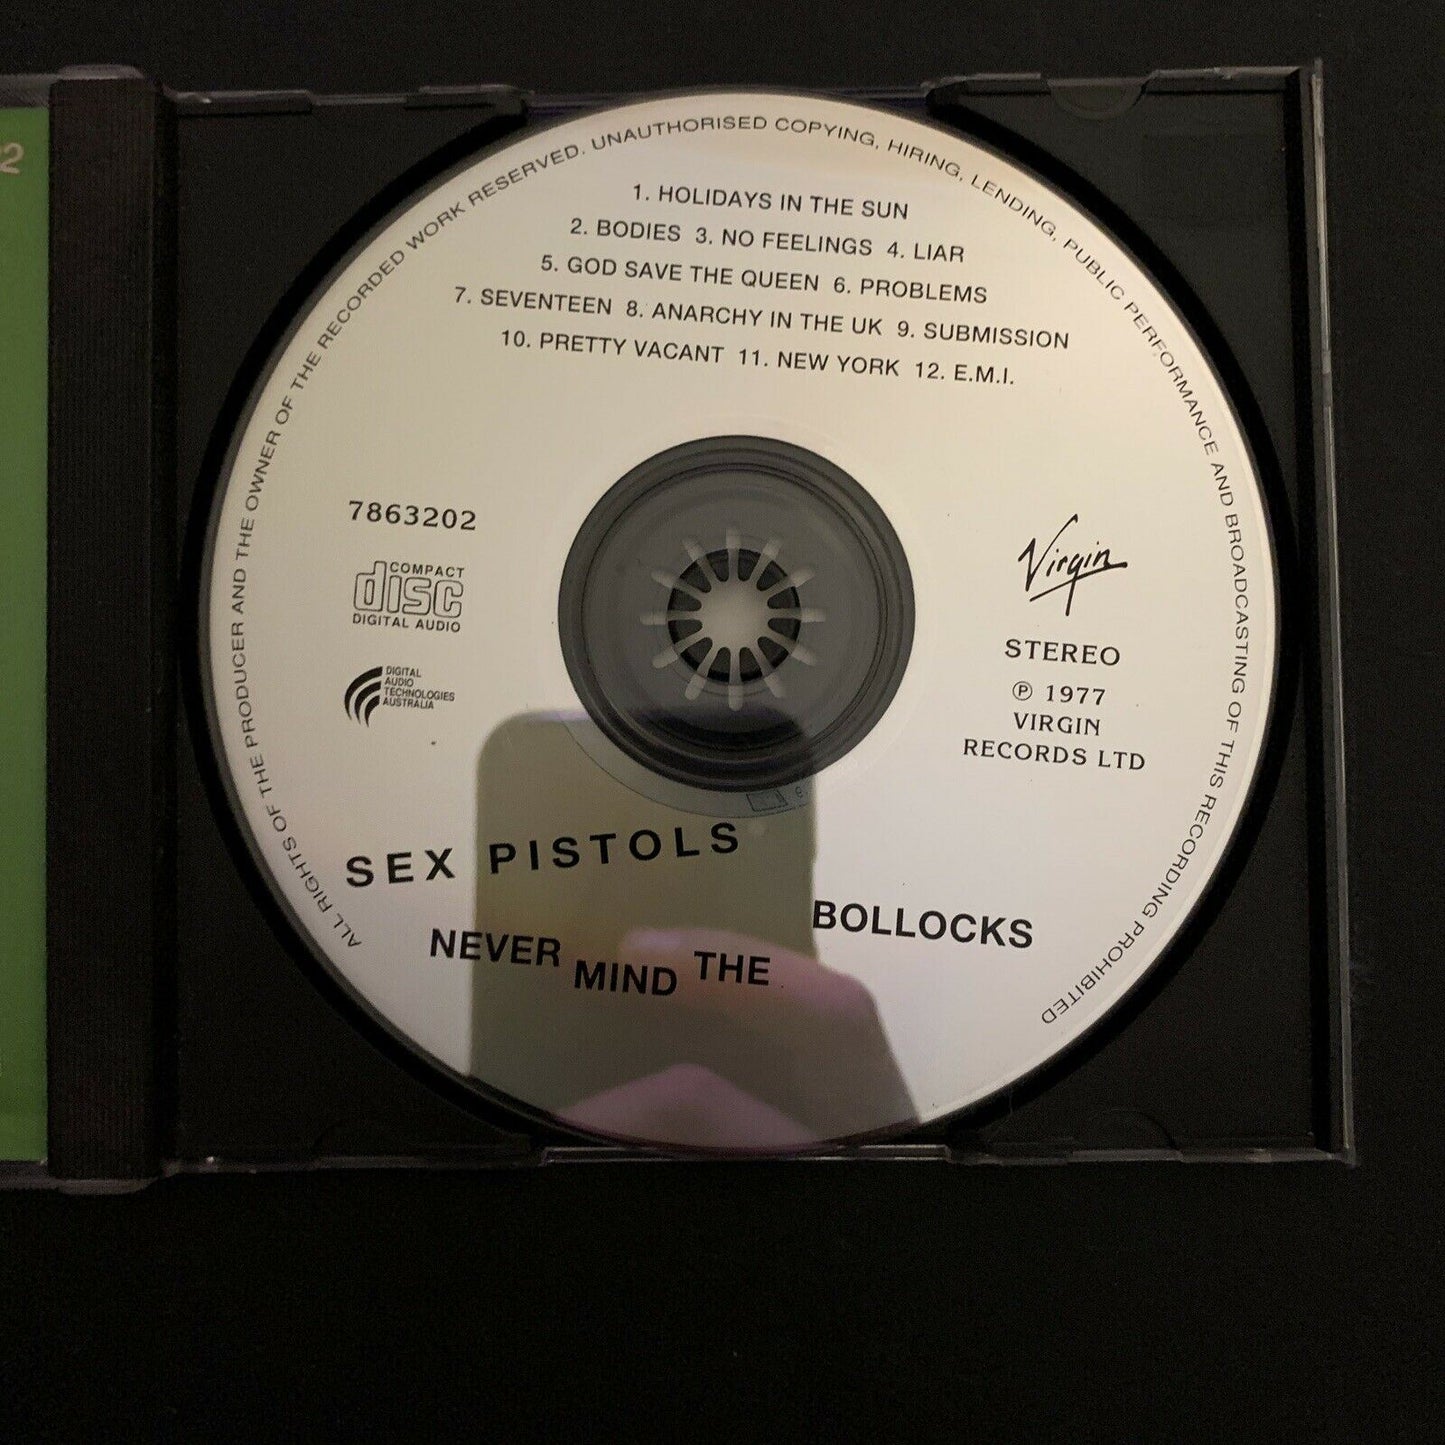 2
ALL RIGHTS OF THE PRODUCER AND THE OWNER OF THE RECORDED WORK RESERVED. UNAUTHORISED COPYING, HIRING, LENDING, PUBLIC PERFORMANCE AND BROADCASTING OF THIS RECORDING PROHIBITED
1. HOLIDAYS IN THE SUN
2. BODIES 3. NO FEELINGS 4. LIAR
5. GOD SAVE THE QUEEN 6. PROBLEMS
7. SEVENTEEN 8. ANARCHY IN THE UK 9. SUBMISSION
10. PRETTY VACANT 11. NEW YORK 12. E.M.I.
7863202
COMPACT
disc
DIGITAL AUDIO
DIGITAL
AUDIO
TECHNOLOGIES
AUSTRALIA
Virgin
STEREO
℗ 1977
VIRGIN
RECORDS LTD
SEX PISTOLS
NEVER MIND THE BOLLOCKS